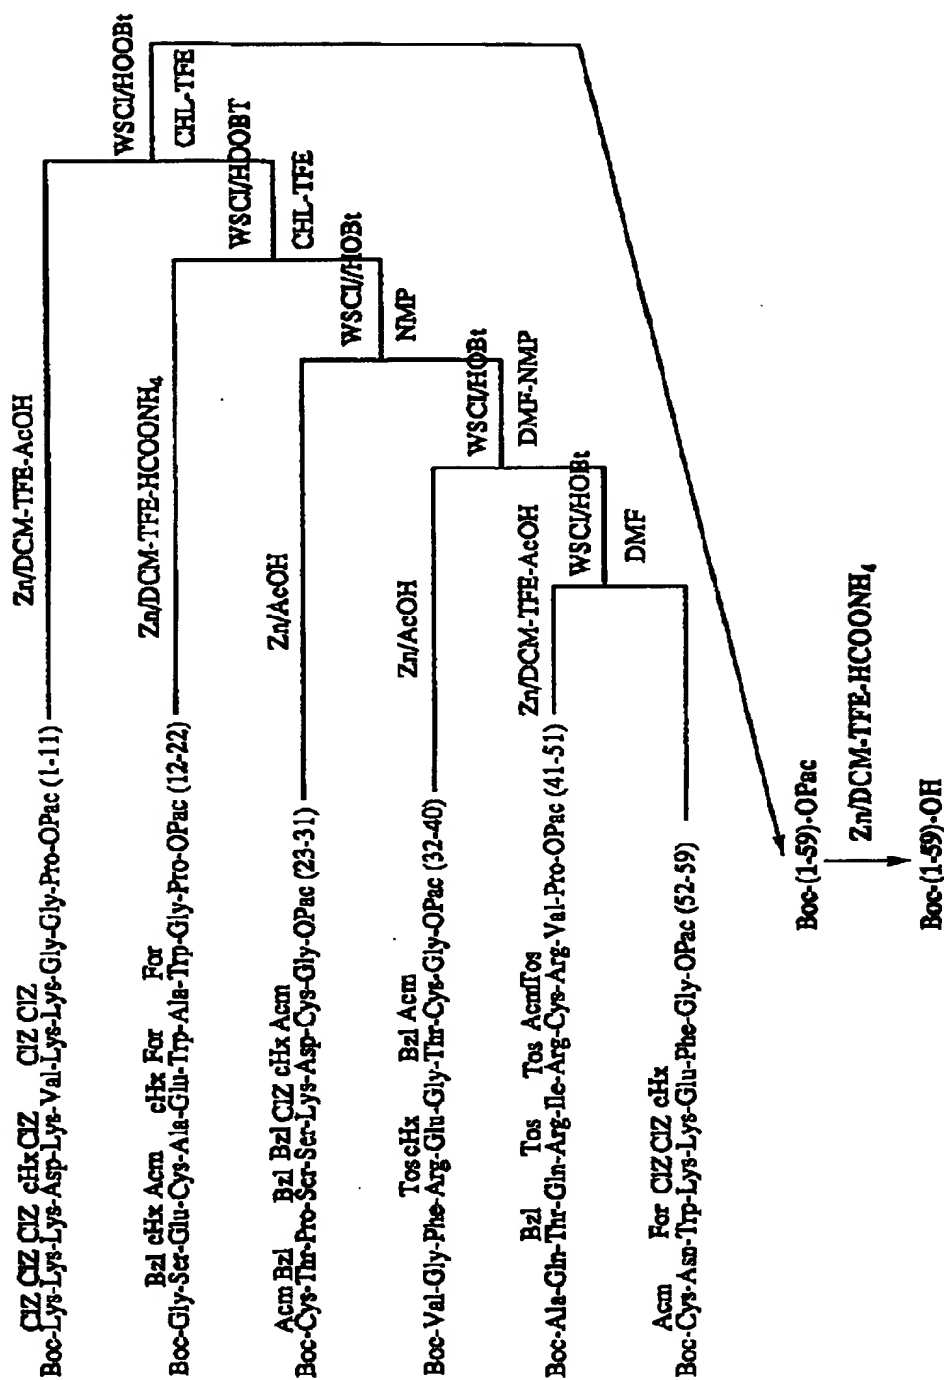 ClZ ClZ ClZ cHx ClZ ClZ ClZ
Boc-Lys-Lys-Lys-Asp-Lys-Val-Lys-Lys-Gly-Gly-Pro-OPac (1-11)
Zn/DCM-TFE-AcOH
WSCI/HOOBt
CHL-TFE
Bzl cHx Acm cHx For For
Boc-Gly-Ser-Glu-Cys-Ala-Glu-Trp-Ala-Trp-Gly-Pro-OPac (12-22)
Zn/DCM-TFE-HCOONH4
WSCI/HOOBT
CHL-TFE
Acm Bzl Bzl Bzl ClZ cHx Acm
Boc-Cys-Thr-Pro-Ser-Ser-Lys-Asp-Cys-Gly-OPac (23-31)
Zn/AcOH
WSCI//HOBt
NMP
Tos cHx Bzl Acm
Boc-Val-Gly-Phe-Arg-Glu-Gly-Thr-Cys-Gly-OPac (32-40)
Zn/AcOH
WSCI/HOBt
DMF-NMP
Bzl Tos Tos AcmTos
Boc-Ala-Gln-Thr-Gln-Arg-Ile-Arg-Cys-Arg-Val-Pro-OPac (41-51)
Zn/DCM-TFE-AcOH
WSCI/HOBt
DMF
Acm For ClZ ClZ cHx
Boc-Cys-Asn-Trp-Lys-Lys-Glu-Phe-Gly-OPac (52-59)
Boc-(1-59)-OPac
Zn/DCM-TFE-HCOONH4
Boc-(1-59)-OH